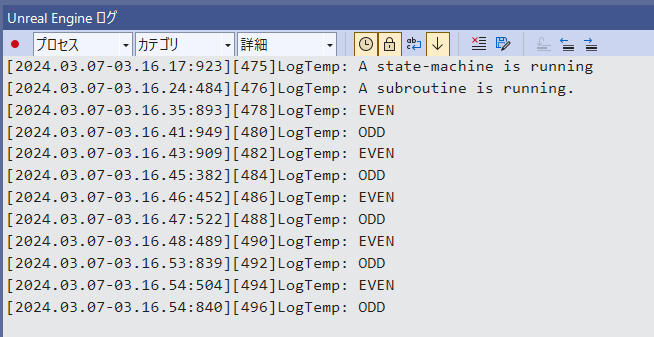 Unreal Engine ログ
プロセス カテゴリ 詳細
[2024.03.07-03.16.17:923][475]LogTemp: A state-machine is running
[2024.03.07-03.16.24:484][476]LogTemp: A subroutine is running.
[2024.03.07-03.16.35:893][478]LogTemp: EVEN
[2024.03.07-03.16.41:949][480]LogTemp: ODD
[2024.03.07-03.16.43:909][482]LogTemp: EVEN
[2024.03.07-03.16.45:382][484]LogTemp: ODD
[2024.03.07-03.16.46:452][486]LogTemp: EVEN
[2024.03.07-03.16.47:522][488]LogTemp: ODD
[2024.03.07-03.16.48:489][490]LogTemp: EVEN
[2024.03.07-03.16.53:839][492]LogTemp: ODD
[2024.03.07-03.16.54:504][494]LogTemp: EVEN
[2024.03.07-03.16.54:840][496]LogTemp: ODD